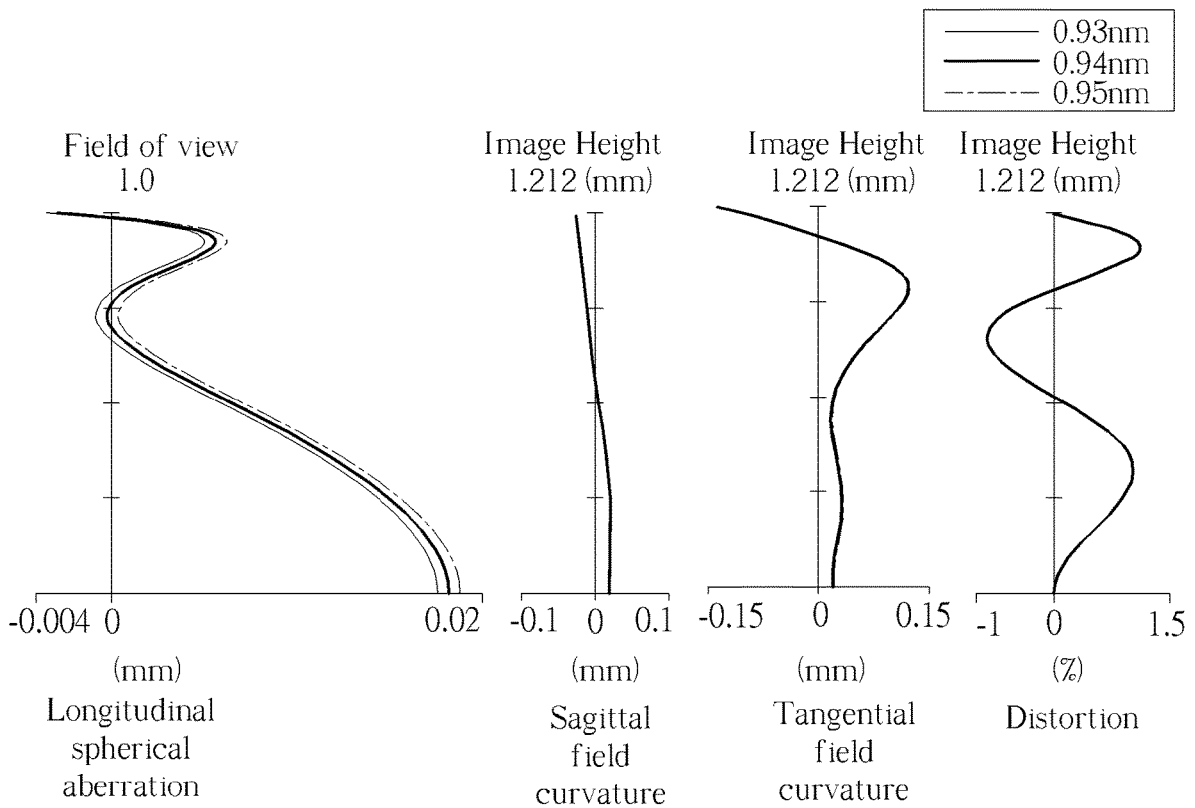 0.93nm
0.94nm
0.95nm
Field of view
1.0
Image Height
1.212 (mm)
Image Height
1.212 (mm)
Image Height
1.212 (mm)
-0.004 0 0.02
-0.1 0 0.1
-0.15 0 0.15
-1 0 1.5
(mm)
Longitudinal
spherical
aberration
(mm)
Sagittal
field
curvature
(mm)
Tangential
field
curvature
(%)
Distortion